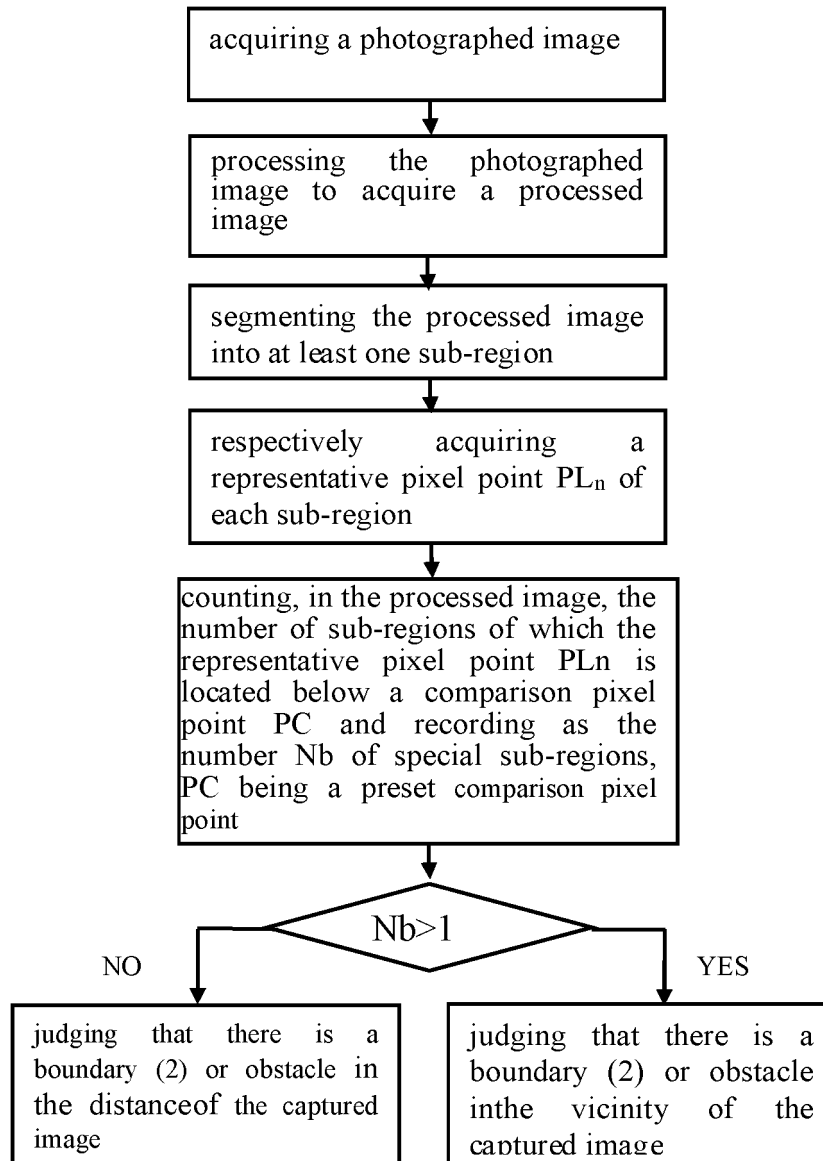 acquiring a photographed image
processing the photographed
image to acquire a processed
image
segmenting the processed image
into at least one sub-region
respectively acquiring a
representative pixel point PLn of
each sub-region
counting, in the processed image, the
number of sub-regions of which the
representative pixel point PLn is
located below a comparison pixel
point PC and recording as the
number Nb of special sub-regions,
PC being a preset comparison pixel
point
Nb>1
NO
YES
judging that there is a
boundary (2) or obstacle in
the distanceof the captured
image
judging that there is a
boundary (2) or obstacle
inthe vicinity of the
captured image